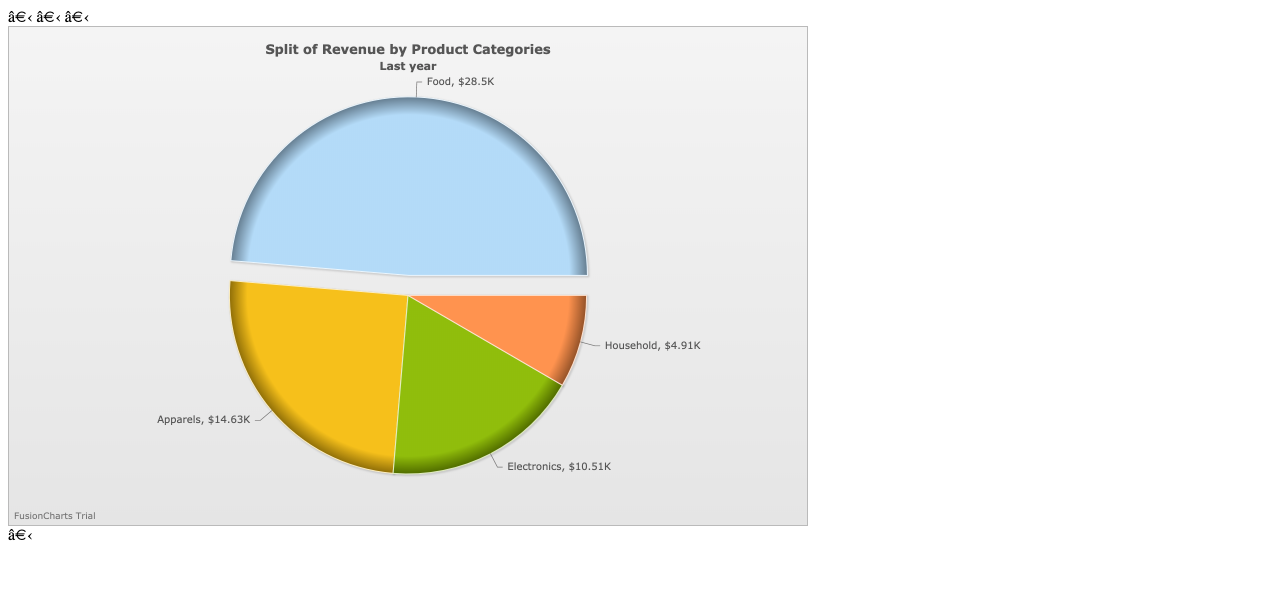 â€‹ â€‹ â€‹
Split of Revenue by Product Categories
Last year
Food, $28.5K
Household, $4.91K
Apparels, $14.63K
Electronics, $10.51K
FusionCharts Trial
â€‹